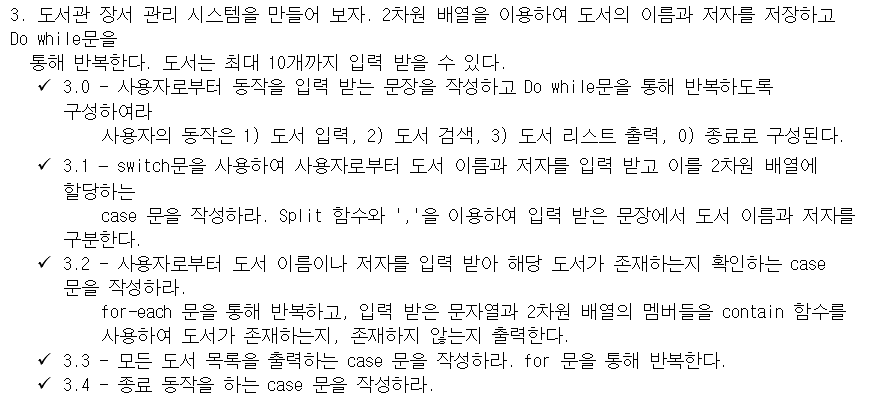 3. 도서관 장서 관리 시스템을 만들어 보자. 2차원 배열을 이용하여 도서의 이름과 저자를 저장하고
Do while문을
통해 반복한다. 도서는 최대 10개까지 입력 받을 수 있다.
✓ 3.0 - 사용자로부터 동작을 입력 받는 문장을 작성하고 Do while문을 통해 반복하도록
구성하여라
사용자의 동작은 1) 도서 입력, 2) 도서 검색, 3) 도서 리스트 출력, 0) 종료로 구성된다.
✓ 3.1 - switch문을 사용하여 사용자로부터 도서 이름과 저자를 입력 받고 이를 2차원 배열에
할당하는
case 문을 작성하라. Split 함수와 ','을 이용하여 입력 받은 문장에서 도서 이름과 저자를
구분한다.
✓ 3.2 - 사용자로부터 도서 이름이나 저자를 입력 받아 해당 도서가 존재하는지 확인하는 case
문을 작성하라.
for-each 문을 통해 반복하고, 입력 받은 문자열과 2차원 배열의 멤버들을 contain 함수를
사용하여 도서가 존재하는지, 존재하지 않는지 출력한다.
✓ 3.3 - 모든 도서 목록을 출력하는 case 문을 작성하라. for 문을 통해 반복한다.
✓ 3.4 - 종료 동작을 하는 case 문을 작성하라.